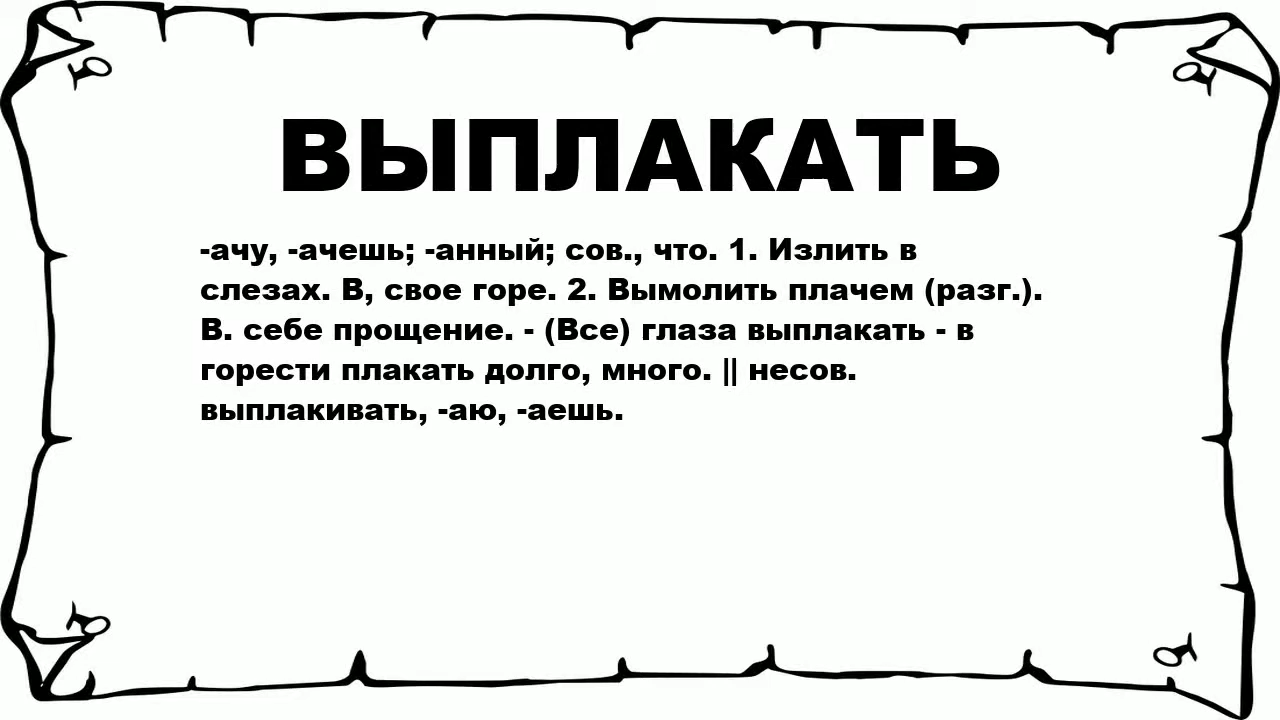 ВЫПЛАКАТЬ
-ачу, -ачешь; -анный; сов., что. 1. Излить в
слезах. В, свое горе. 2. Вымолить плачем (разг.).
В. себе прощение. - (Все) глаза выплакать - в
горести плакать долго, много. || несов.
выплакивать, -аю, -аешь.